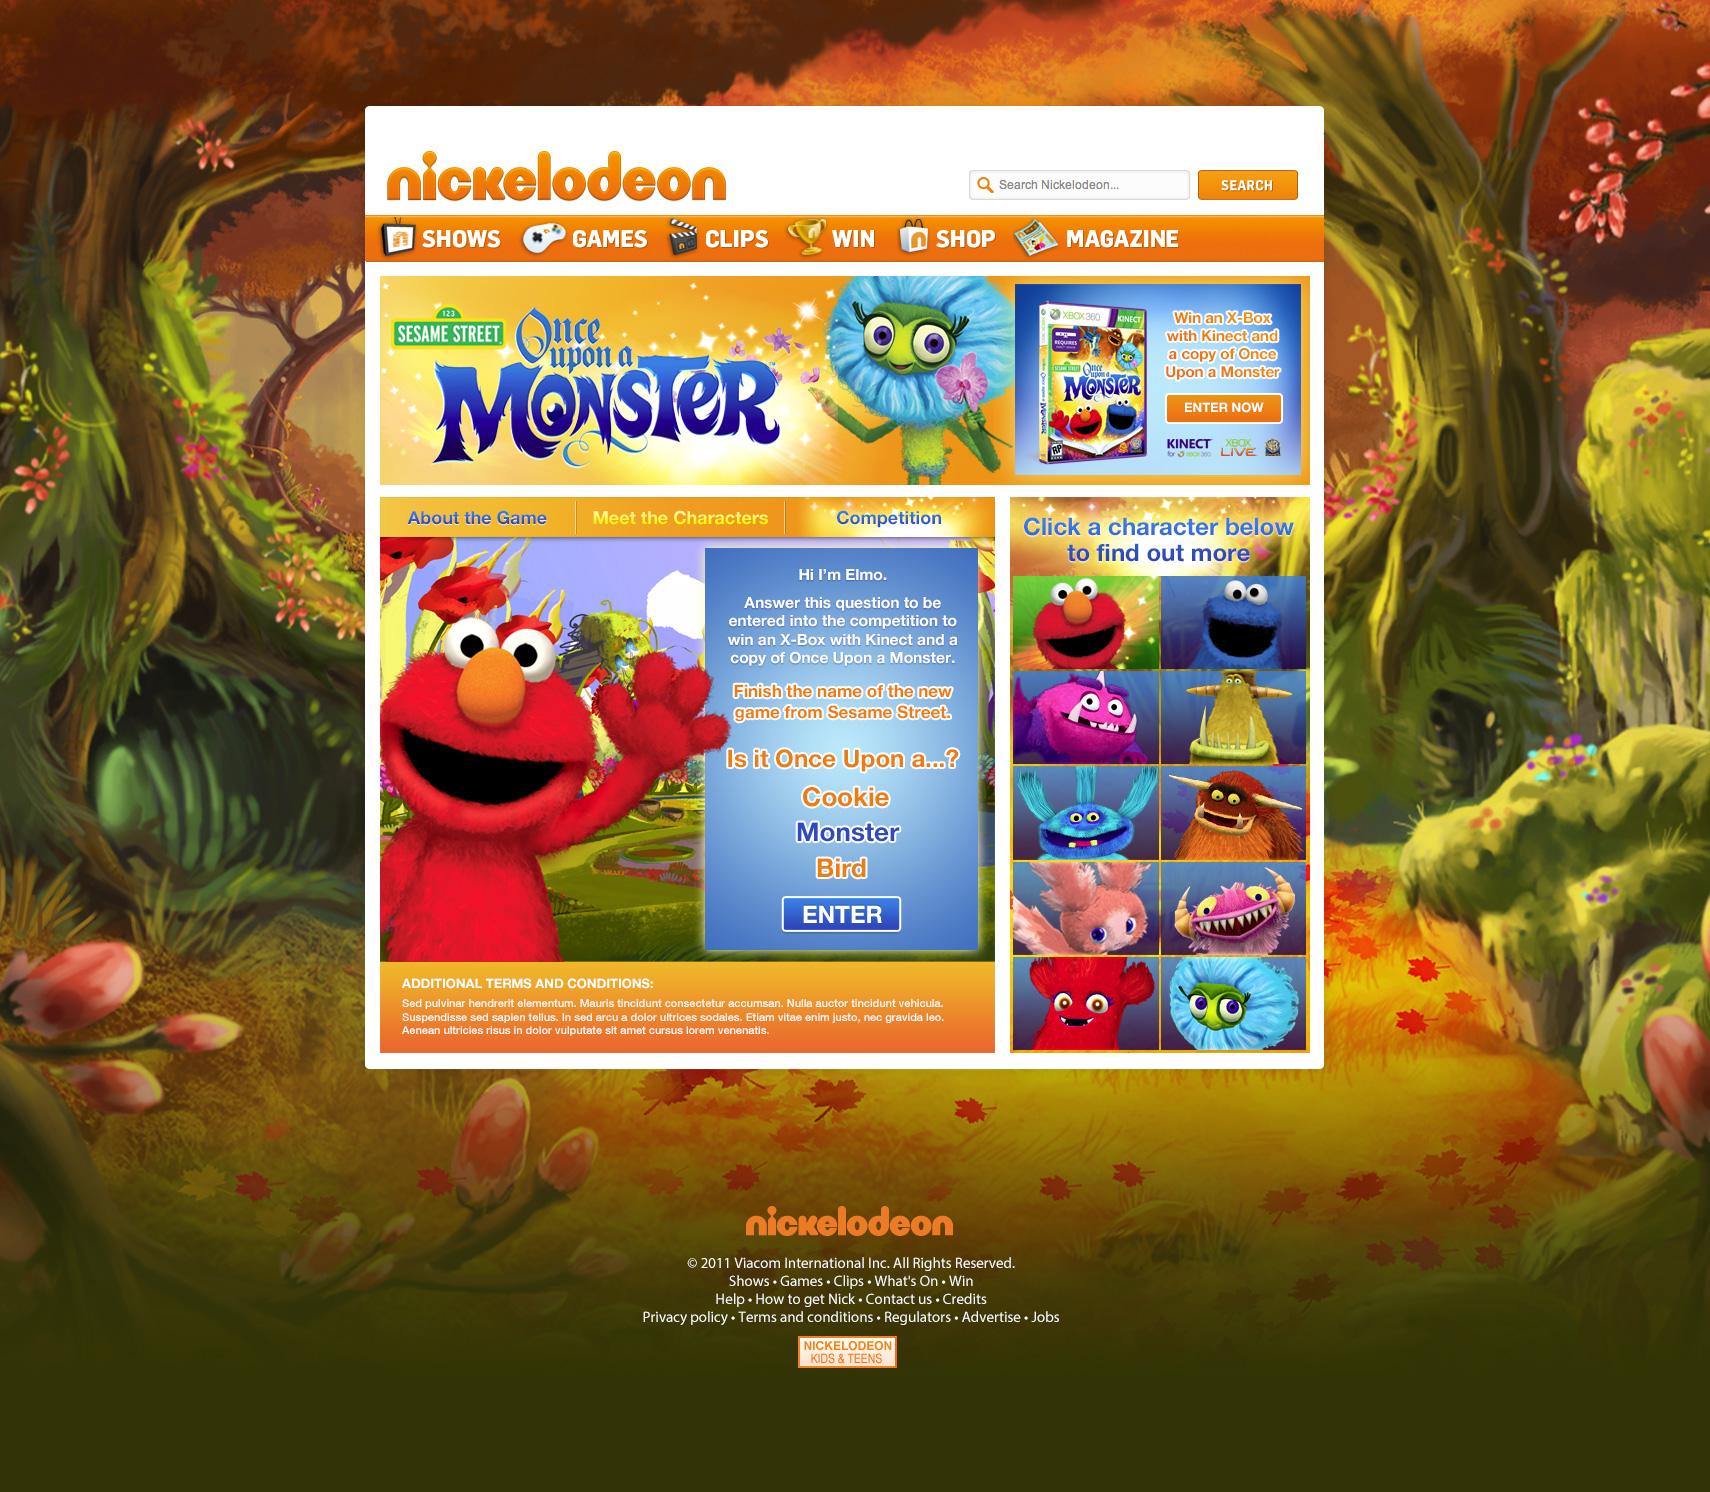 nickelodeon
Search Nickelodeon...
SEARCH
SHOWS
GAMES
CLIPS
WIN
SHOP
MAGAZINE
123
SESAME STREET
Once
upon a
MONSTER
XBOX 360
KINECT
REQUIRES
SESAME STREET
Once
upon a
MONSTER
RP
Win an X-Box
with Kinect and
a copy of Once
Upon a Monster
ENTER NOW
KINECT
for XBOX 360.
XBOX
LIVE
About the Game
Meet the Characters
Competition
Hi I'm Elmo.
Answer this question to be
entered into the competition to
win an X-Box with Kinect and a
copy of Once Upon a Monster.
Finish the name of the new
game from Sesame Street.
Is it Once Upon a...?
Cookie
Monster
Bird
ENTER
ADDITIONAL TERMS AND CONDITIONS:
Sed pulvinar hendrerit elementum. Mauris tincidunt consectetur accumsan. Nulla auctor tincidunt vehicula.
Suspendisse sed sapien tellus. In sed arcu a dolor ultrices sodales. Etiam vitae enim justo, nec gravida leo.
Aenean ultricies risus in dolor vulputate sit amet cursus lorem venenatis.
Click a character below
to find out more
nickelodeon
© 2011 Viacom International Inc. All Rights Reserved.
Shows • Games • Clips • What's On • Win
Help • How to get Nick • Contact us • Credits
Privacy policy • Terms and conditions • Regulators • Advertise • Jobs
NICKELODEON
KIDS & TEENS